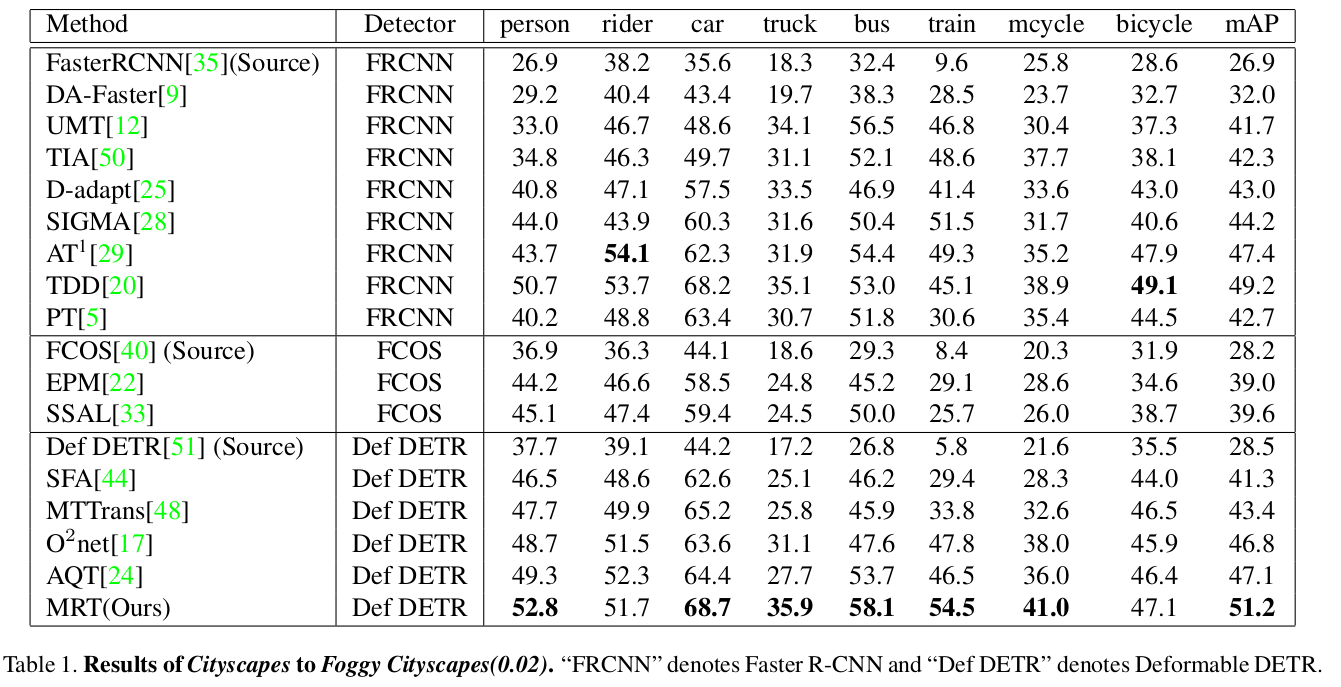 Method Detector person rider car truck bus train mcycle bicycle mAP
FasterRCNN[35](Source) FRCNN 26.9 38.2 35.6 18.3 32.4 9.6 25.8 28.6 26.9
DA-Faster[9] FRCNN 29.2 40.4 43.4 19.7 38.3 28.5 23.7 32.7 32.0
UMT[12] FRCNN 33.0 46.7 48.6 34.1 56.5 46.8 30.4 37.3 41.7
TIA[50] FRCNN 34.8 46.3 49.7 31.1 52.1 48.6 37.7 38.1 42.3
D-adapt[25] FRCNN 40.8 47.1 57.5 33.5 46.9 41.4 33.6 43.0 43.0
SIGMA[28] FRCNN 44.0 43.9 60.3 31.6 50.4 51.5 31.7 40.6 44.2
AT¹[29] FRCNN 43.7 54.1 62.3 31.9 54.4 49.3 35.2 47.9 47.4
TDD[20] FRCNN 50.7 53.7 68.2 35.1 53.0 45.1 38.9 49.1 49.2
PT[5] FRCNN 40.2 48.8 63.4 30.7 51.8 30.6 35.4 44.5 42.7
FCOS[40] (Source) FCOS 36.9 36.3 44.1 18.6 29.3 8.4 20.3 31.9 28.2
EPM[22] FCOS 44.2 46.6 58.5 24.8 45.2 29.1 28.6 34.6 39.0
SSAL[33] FCOS 45.1 47.4 59.4 24.5 50.0 25.7 26.0 38.7 39.6
Def DETR[51] (Source) Def DETR 37.7 39.1 44.2 17.2 26.8 5.8 21.6 35.5 28.5
SFA[44] Def DETR 46.5 48.6 62.6 25.1 46.2 29.4 28.3 44.0 41.3
MTTrans[48] Def DETR 47.7 49.9 65.2 25.8 45.9 33.8 32.6 46.5 43.4
O²net[17] Def DETR 48.7 51.5 63.6 31.1 47.6 47.8 38.0 45.9 46.8
AQT[24] Def DETR 49.3 52.3 64.4 27.7 53.7 46.5 36.0 46.4 47.1
MRT(Ours) Def DETR 52.8 51.7 68.7 35.9 58.1 54.5 41.0 47.1 51.2
Table 1. Results of Cityscapes to Foggy Cityscapes(0.02). “FRCNN” denotes Faster R-CNN and “Def DETR” denotes Deformable DETR.